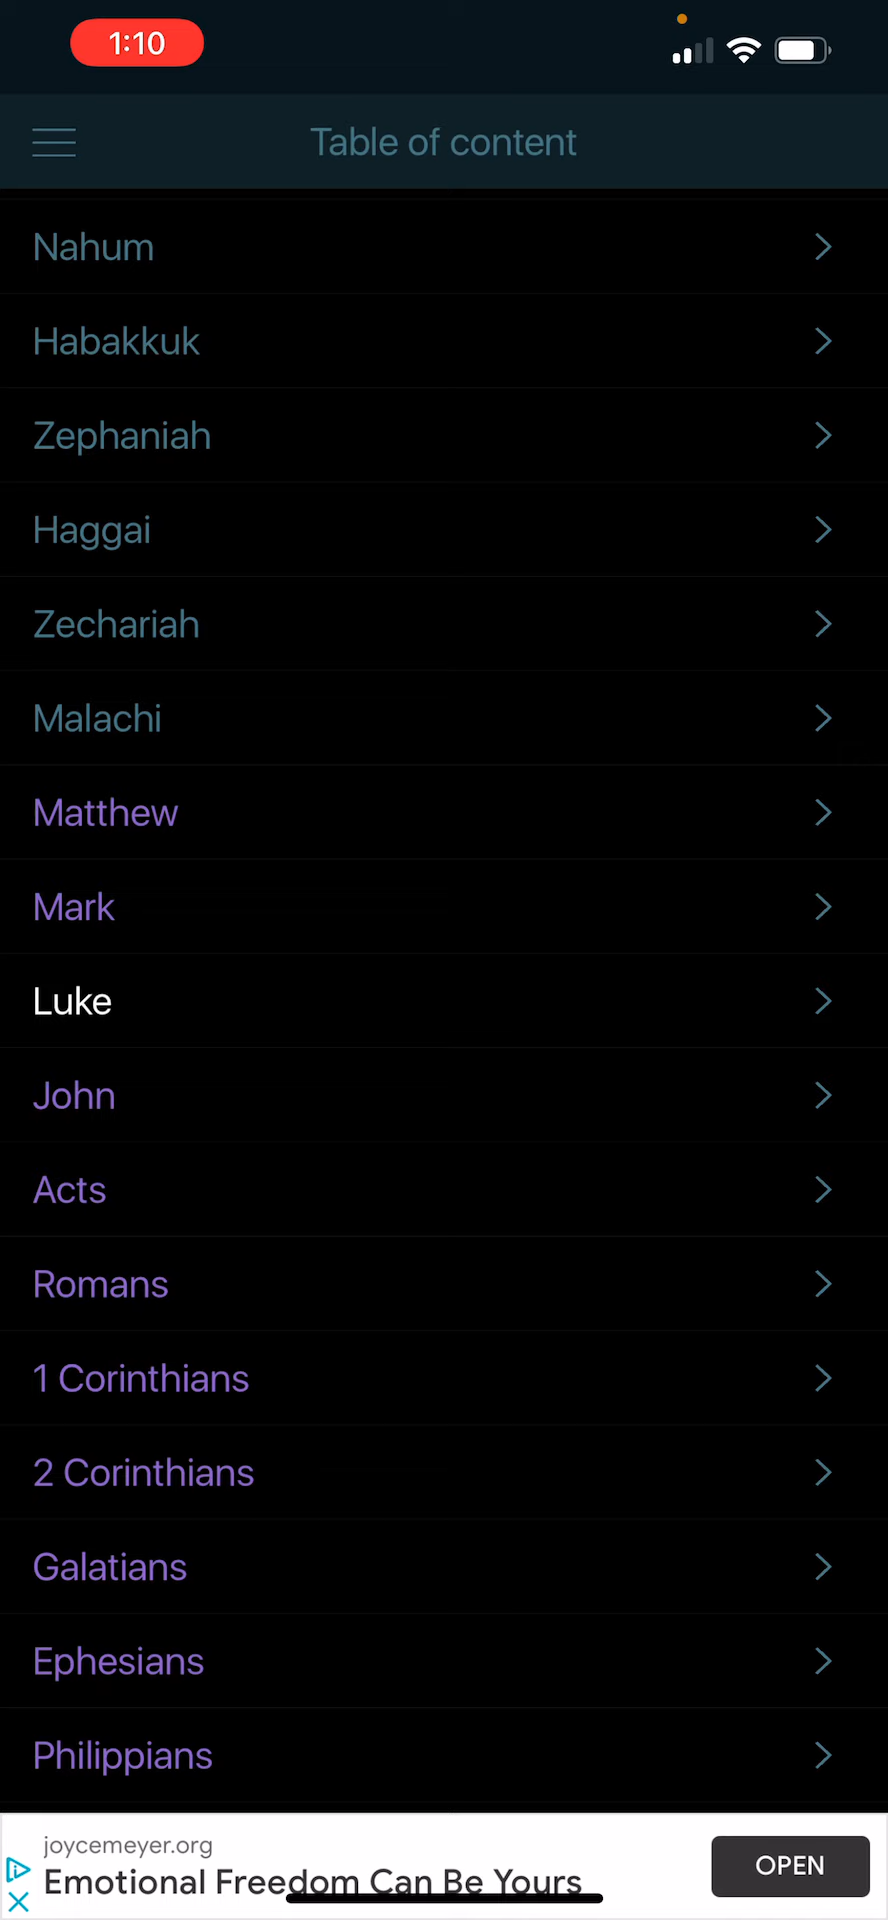 1:10
Table of content
Nahum
Habakkuk
Zephaniah
Haggai
Zechariah
Malachi
Matthew
Mark
Luke
John
Acts
Romans
1 Corinthians
2 Corinthians
Galatians
Ephesians
Philippians
joycemeyer.org
Emotional Freedom Can Be Yours
OPEN